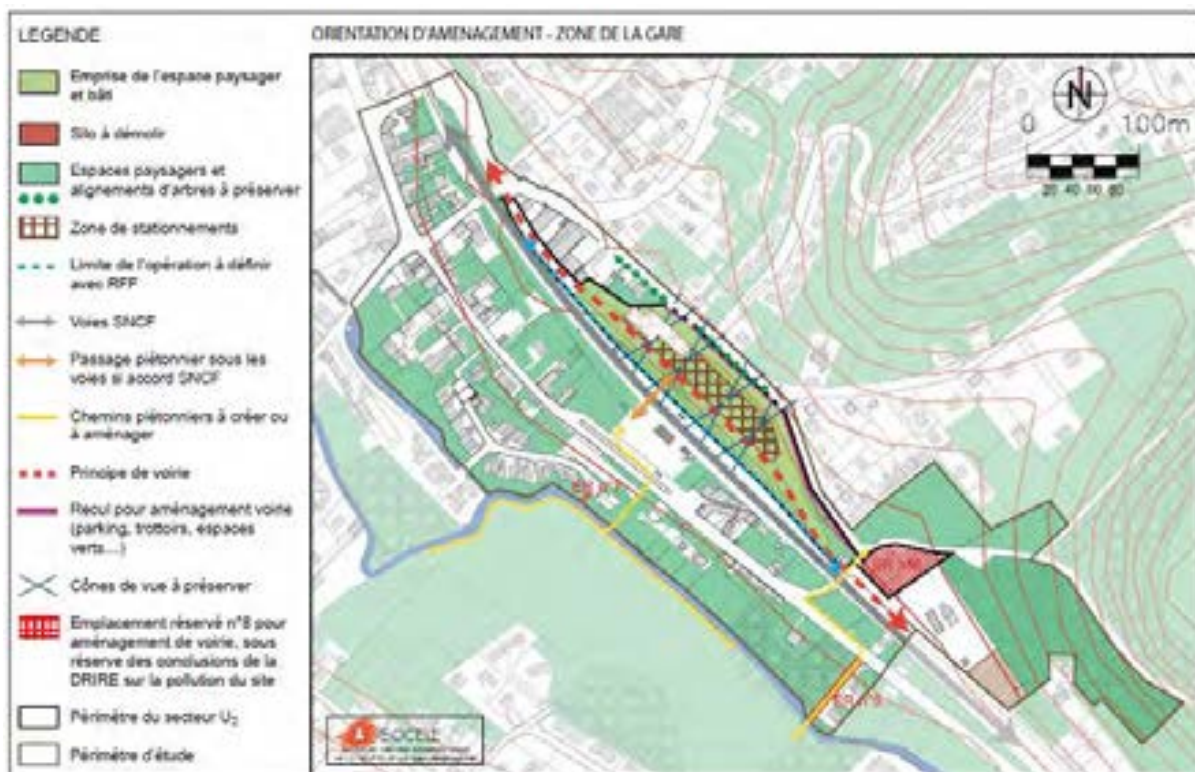 LEGENDE
Emprise de l'espace paysager
et bâti
Silo à démolir
Espaces paysagers et
alignements d'arbres à préserver
Zone de stationnements
Limite de l'opération à définir
avec RFF
Voies SNCF
Passage piétonnier sous les
voies si accord SNCF
Chemins piétonniers à créer ou
à aménager
Principe de voirie
Recul pour aménagement voirie
(parking, trottoirs, espaces
verts...)
Cônes de vue à préserver
Emplacement réservé n°8 pour
aménagement de voirie, sous
réserve des conclusions de la
DRIRE sur la pollution du site
Périmètre du secteur U
Périmètre d'étude
ORIENTATION D'AMENAGEMENT - ZONE DE LA GARE
N
0 100m
20 40 60 80